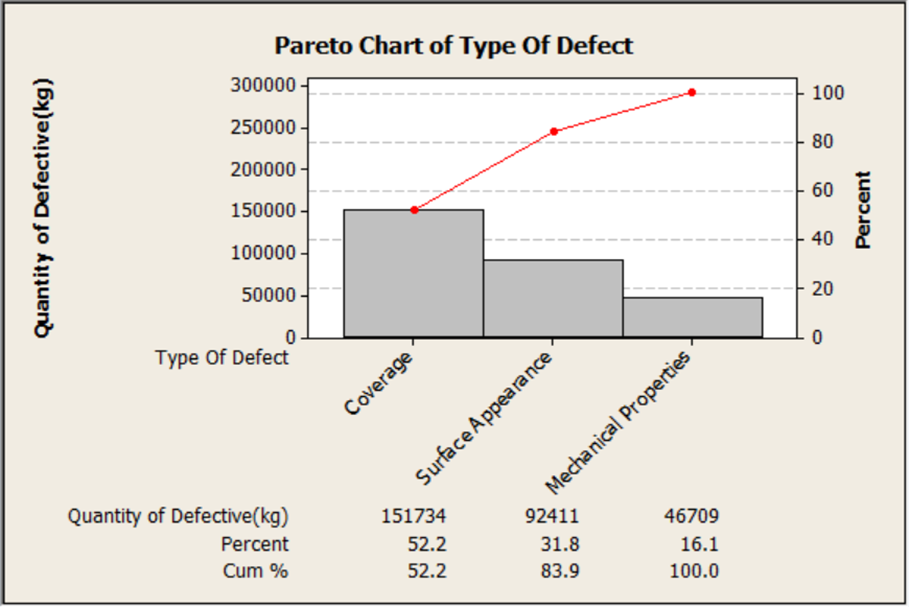 Pareto Chart of Type Of Defect
Quantity of Defective(kg)
300000
250000
200000
150000
100000
50000
0
100
80
60
40
20
0
Percent
Type Of Defect
Coverage
Surface Appearance
Mechanical Properties
Quantity of Defective(kg) 151734 92411 46709
Percent 52.2 31.8 16.1
Cum % 52.2 83.9 100.0